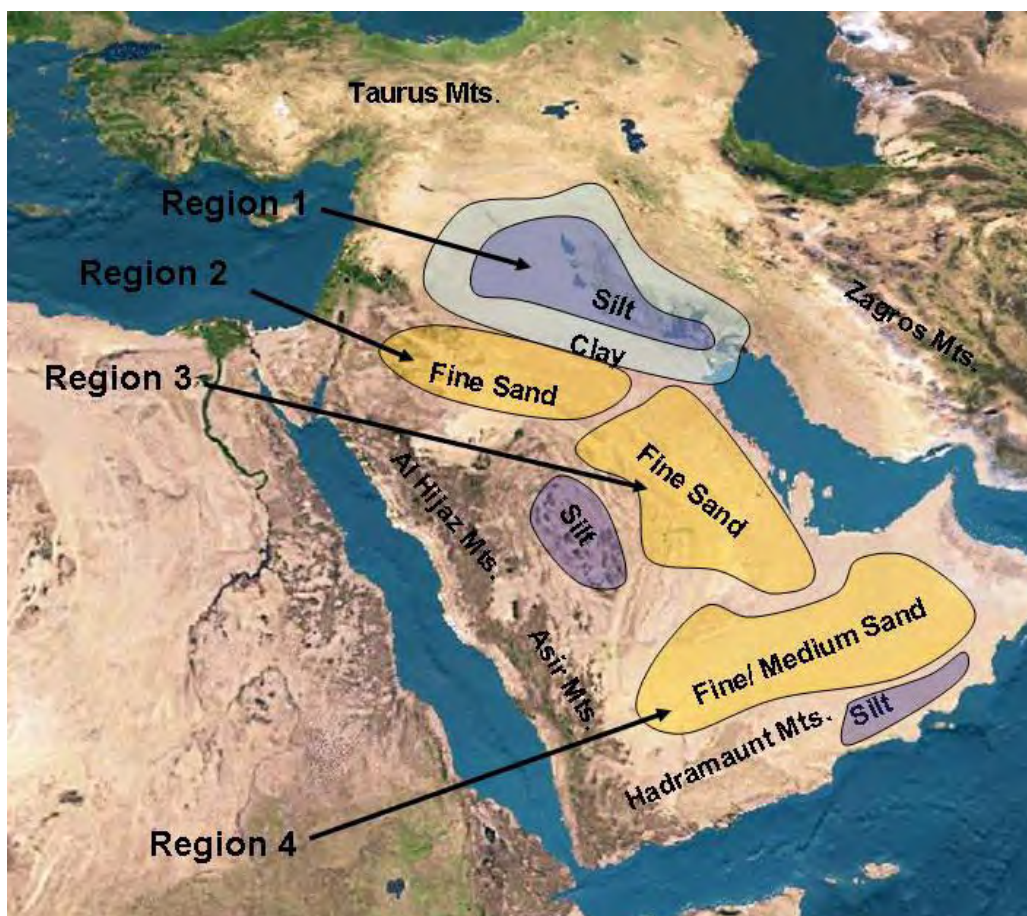 Taurus Mts.
Region 1
Region 2
Silt
Zagros Mts.
Clay
Region 3
Fine Sand
Fine Sand
Al Hijaz Mts.
Silt
Asir Mts.
Fine/ Medium Sand
Hadramaunt Mts.
Silt
Region 4